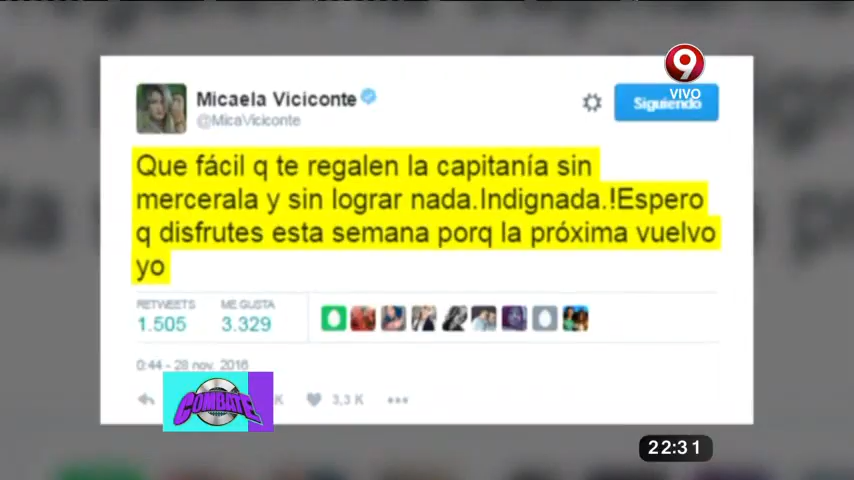 9
VIVO
Micaela Viciconte
@MicaViciconte
Siguiendo
Que fácil q te regalen la capitanía sin
mercerala y sin lograr nada.Indignada.!Espero
q disfrutes esta semana porq la próxima vuelvo
yo
RETWEETS
ME GUSTA
1.505
3.329
0:44 - 28 nov. 2016
COMBATE
K
3,3 K
22:31